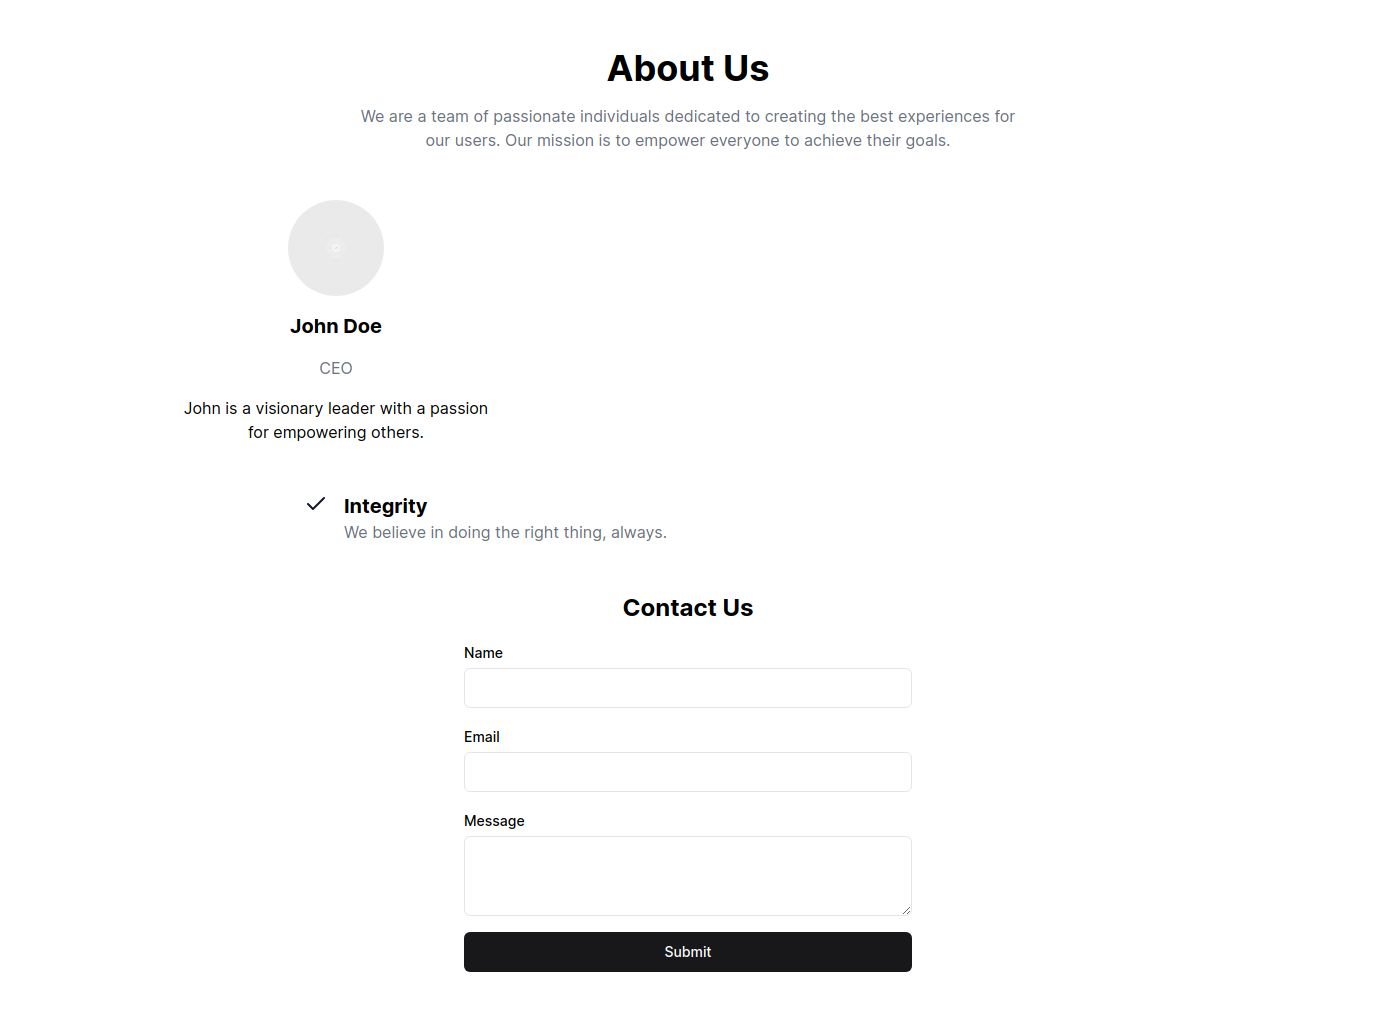 About Us
We are a team of passionate individuals dedicated to creating the best experiences for
our users. Our mission is to empower everyone to achieve their goals.
John Doe
CEO
John is a visionary leader with a passion
for empowering others.
Integrity
We believe in doing the right thing, always.
Contact Us
Name
Email
Message
Submit